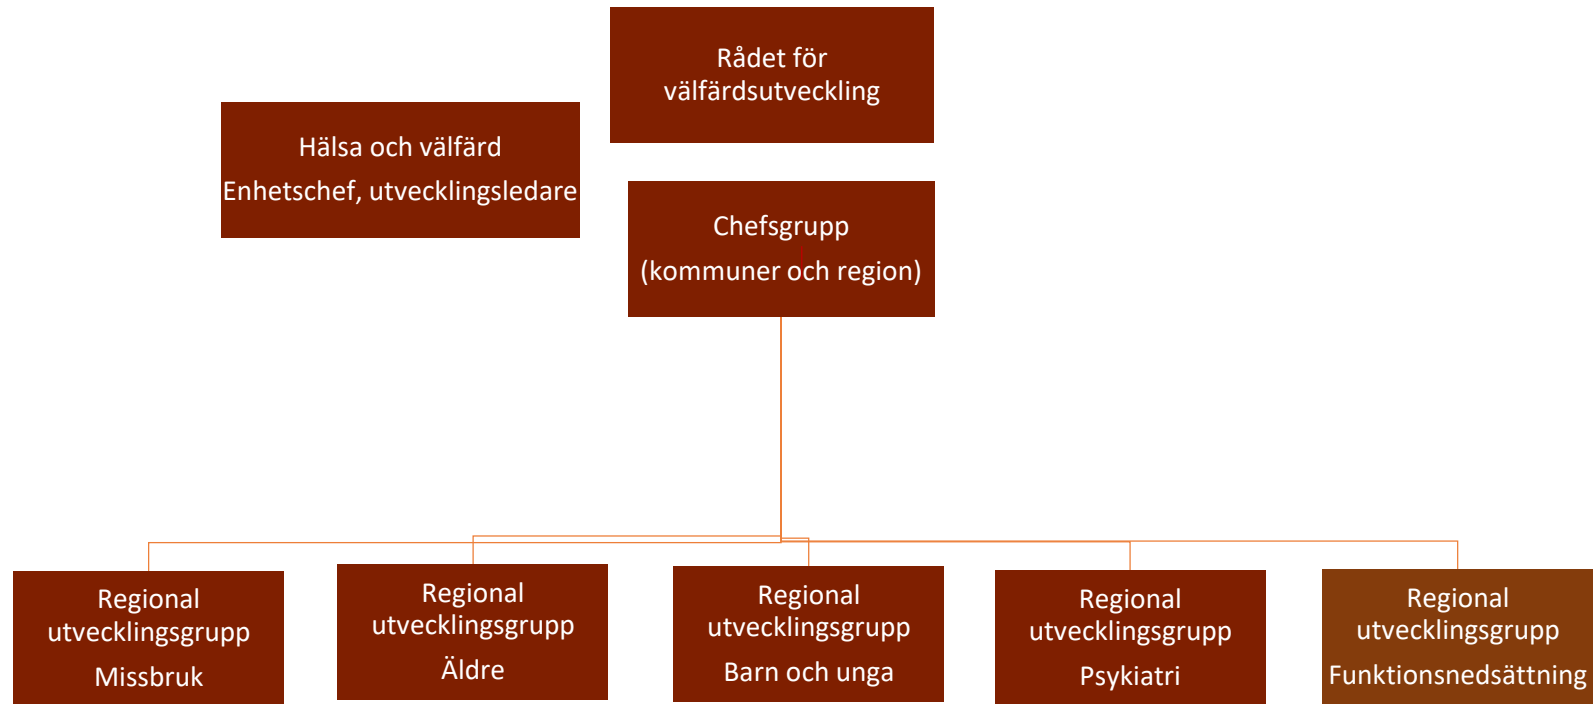 Rådet för
välfärdsutveckling
Hälsa och välfärd
Enhetschef, utvecklingsledare
Chefsgrupp
(kommuner och region)
Regional
utvecklingsgrupp
Missbruk
Regional
utvecklingsgrupp
Äldre
Regional
utvecklingsgrupp
Barn och unga
Regional
utvecklingsgrupp
Psykiatri
Regional
utvecklingsgrupp
Funktionsnedsättning